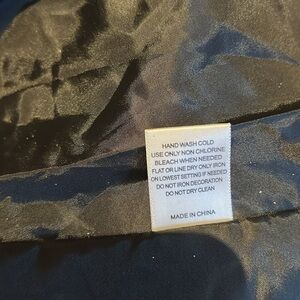 HAND WASH COLD
USE ONLY NON CHLORINE
BLEACH WHEN NEEDED
FLAT OR LINE DRY ONLY IRON
ON LOWEST SETTING IF NEEDED
DO NOT IRON DECORATION
DO NOT DRY CLEAN
MADE IN CHINA